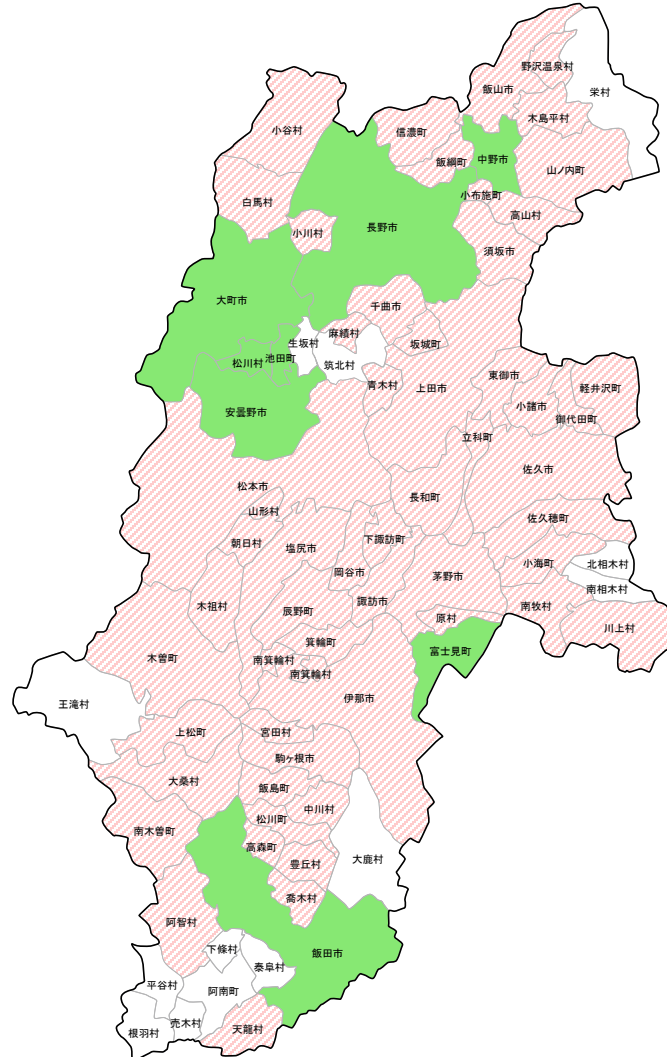 野沢温泉村
飯山市
栄村
木島平村
小谷村
信濃町
飯綱町
中野市
山ノ内町
白馬村
小布施町
高山村
長野市
小川村
須坂市
大町市
千曲市
麻績村
生坂村
坂城町
池田町
松川村
筑北村
青木村
上田市
東御市
軽井沢町
小諸市
御代田町
安曇野市
立科町
佐久市
松本市
長和町
山形村
佐久穂町
下諏訪町
朝日村
塩尻市
小海町
北相木村
岡谷市
茅野市
南相木村
諏訪市
木祖村
辰野町
南牧村
原村
川上村
箕輪町
富士見町
木曽町
南箕輪村
南箕輪村
伊那市
王滝村
上松町
宮田村
駒ヶ根市
大桑村
飯島町
中川村
松川町
南木曽町
高森町
豊丘村
大鹿村
喬木村
阿智村
下條村
飯田市
泰阜村
平谷村
阿南町
売木村
天龍村
根羽村